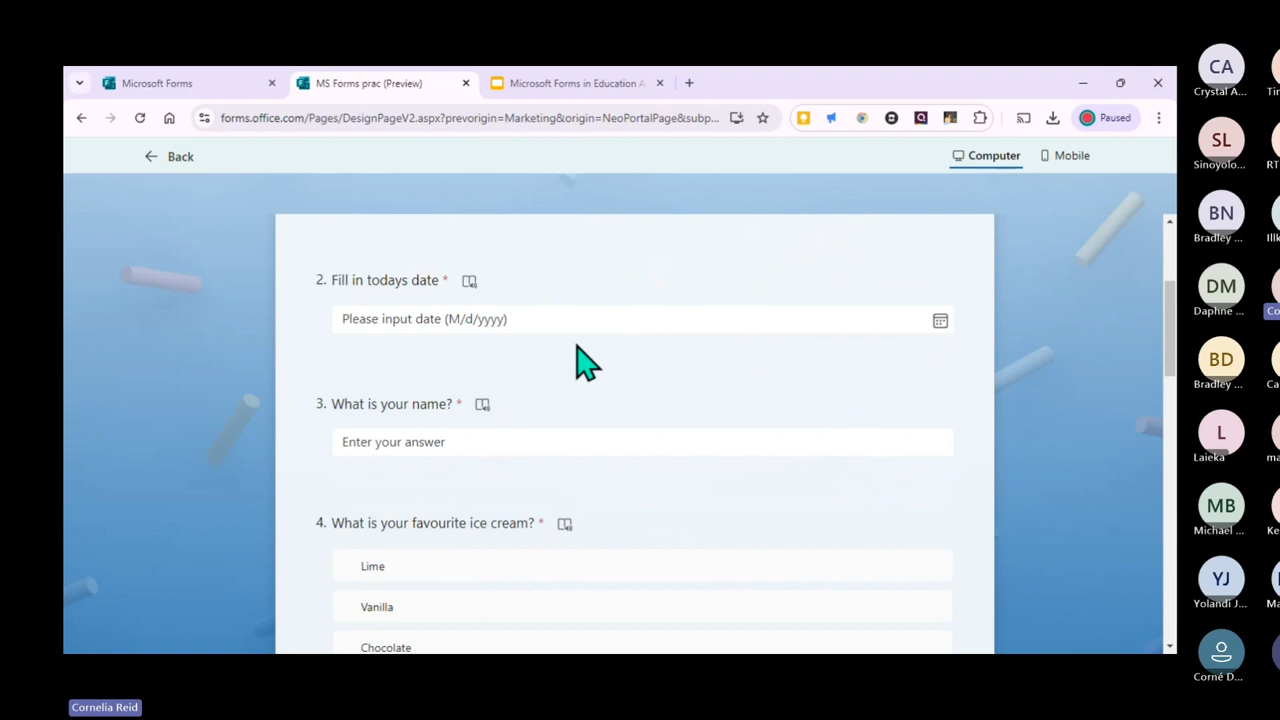 Microsoft Forms
MS Forms prac (Preview)
Microsoft Forms in Education A
forms.office.com/Pages/DesignPageV2.aspx?prevorigin=Marketing&origin=NeoPortalPage&subp...
Paused
Back
Computer
Mobile
2. Fill in todays date *
Please input date (M/d/yyyy)
3. What is your name? *
Enter your answer
4. What is your favourite ice cream? *
Lime
Vanilla
Chocolate
CA
Crystal A...
SL
Sinoyolo...
RT
BN
Bradley ...
DM
Daphne ...
BD
Bradley ...
L
Laieka
MB
Michael ...
YJ
Yolandi J...
Corné D...
Cornelia Reid